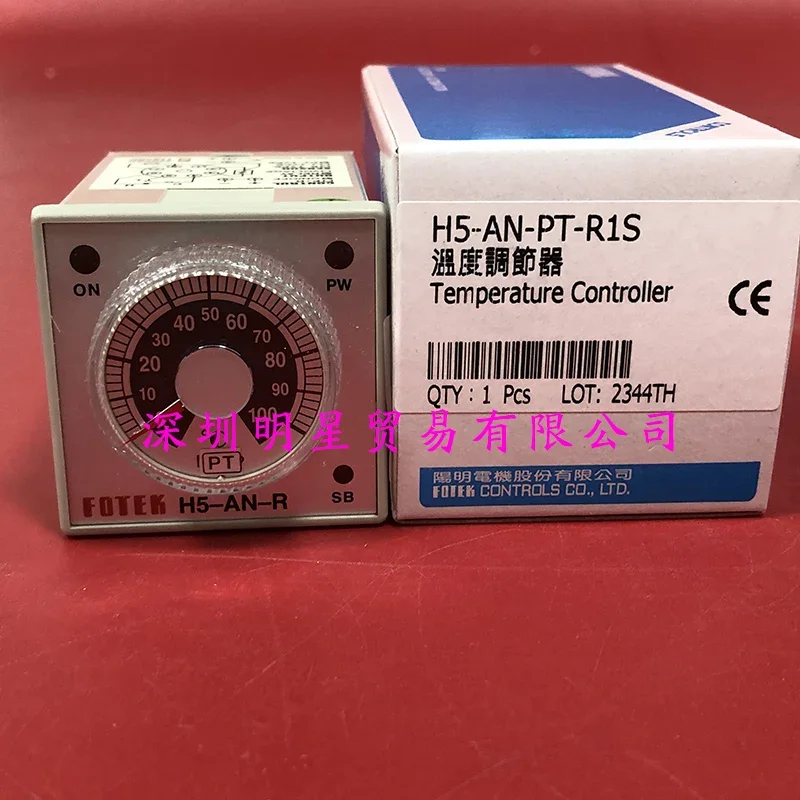 H5-AN-PT-R1S
溫度調節器
Temperature Controller
CE
QTY : 1 Pcs LOT: 2344TH
陽明電機股份有限公司
FOTEK CONTROLS CO., LTD.
CONTROLS
ON
PW
10 20 30 40 50 60 70 80 90 100
PT
FOTEK H5-AN-R
SB
深圳明星贸易有限公司